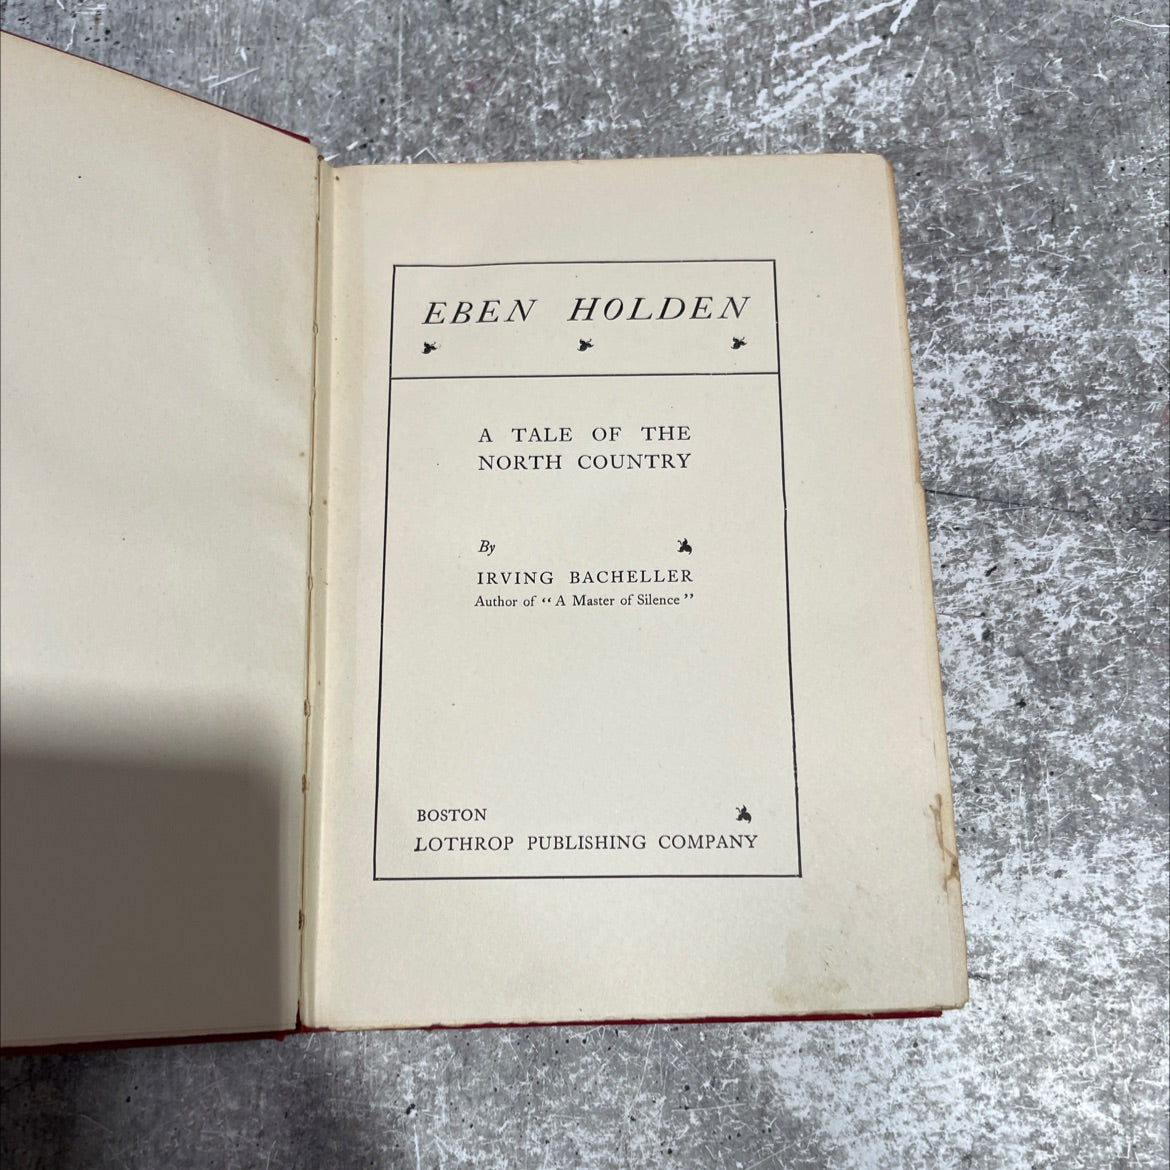 EBEN HOLDEN
A TALE OF THE
NORTH COUNTRY
By
IRVING BACHELLER
Author of “A Master of Silence”
BOSTON
LOTHROP PUBLISHING COMPANY